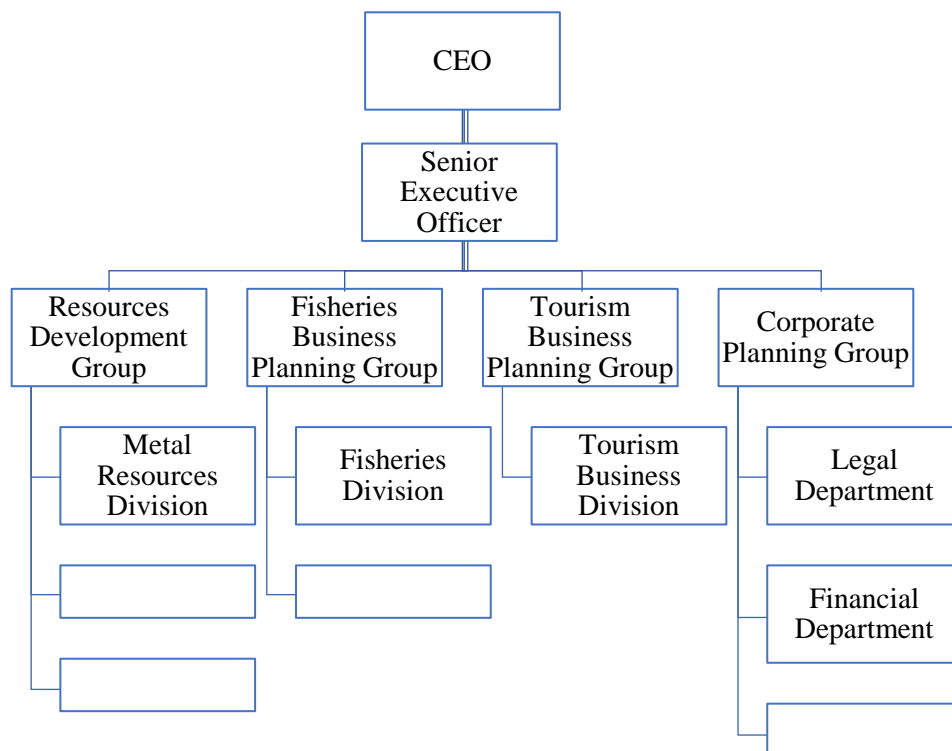 CEO
Senior
Executive
Officer
Resources
Development
Group
Fisheries
Business
Planning Group
Tourism
Business
Planning Group
Corporate
Planning Group
Metal
Resources
Division
Fisheries
Division
Tourism
Business
Division
Legal
Department
Financial
Department